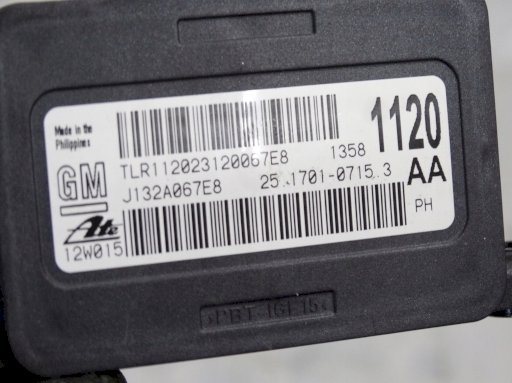 Made in the
Philippines
GM
Ate
12W015
TLR112023120067E8 1358
J132A067E8 25.1701-0715.3
1120
AA
PH
>PBT-IGF15<